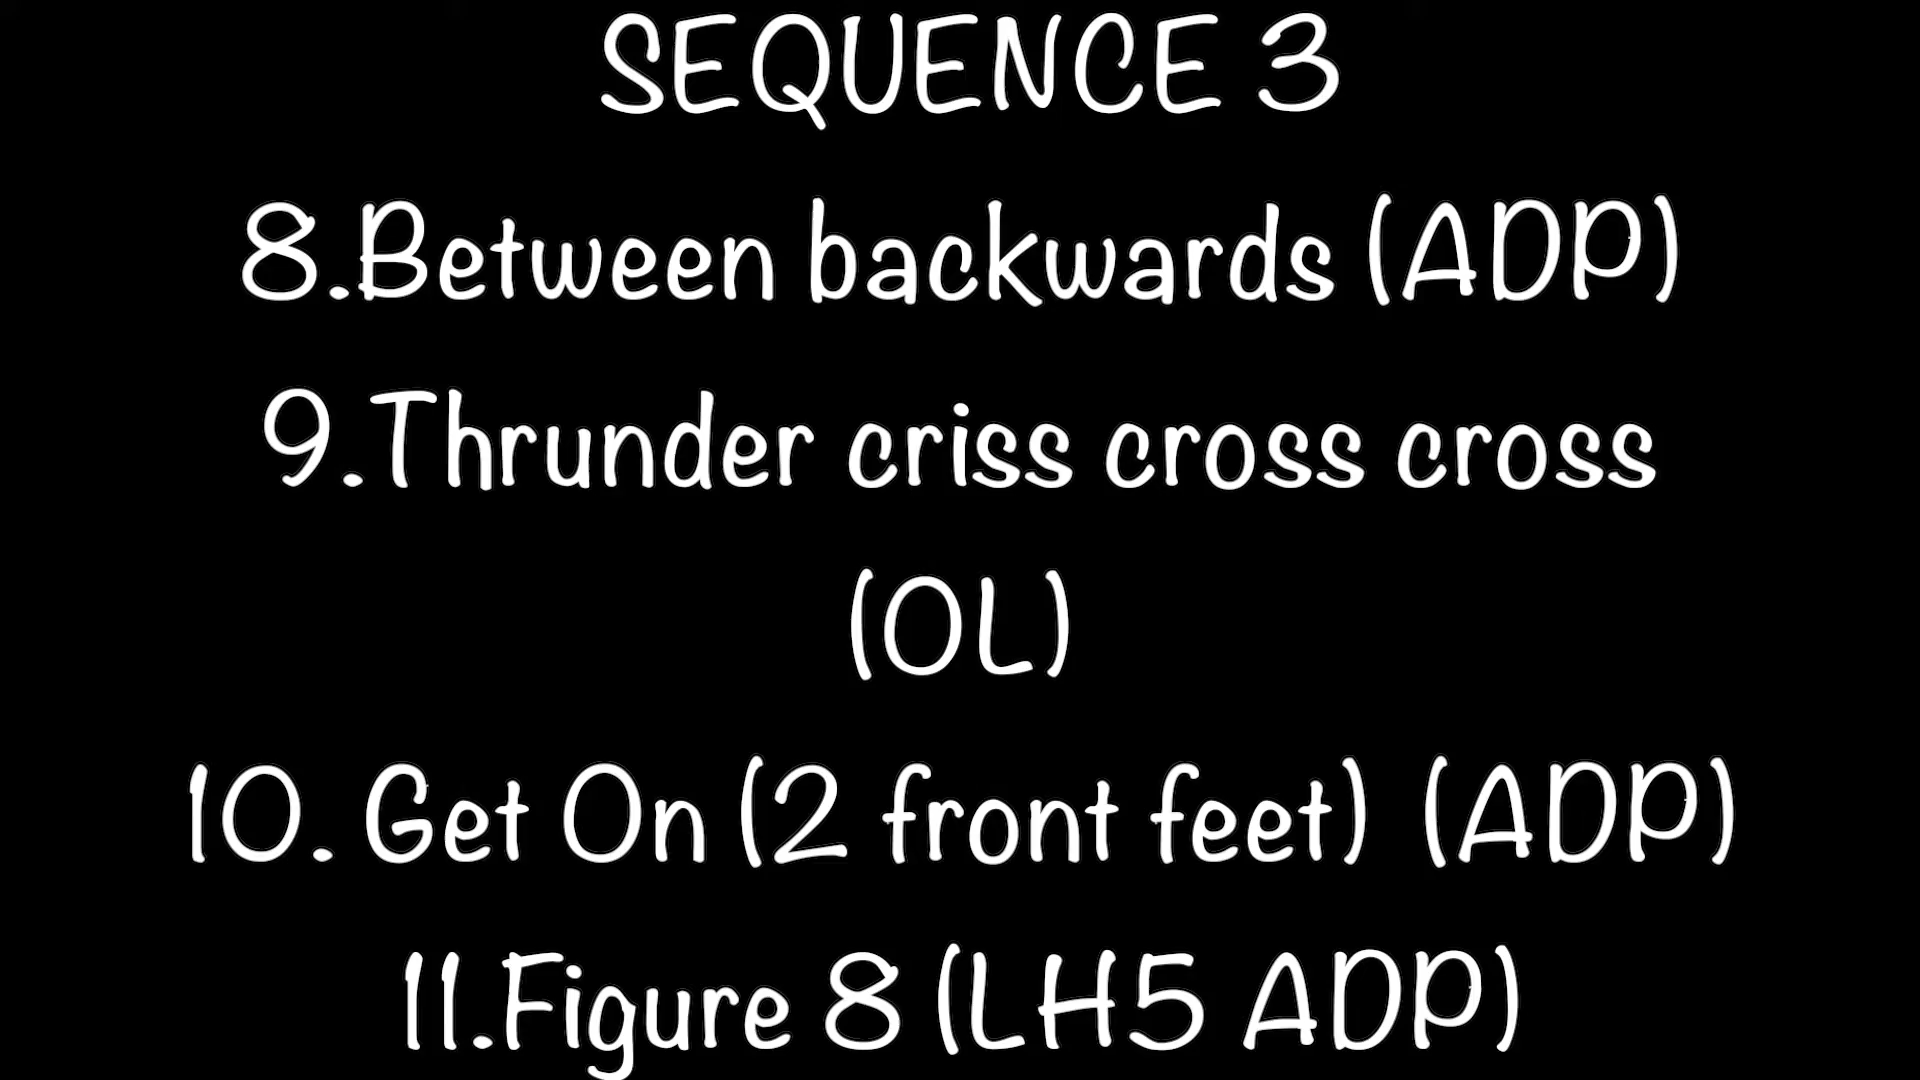 SEQUENCE 3
8.Between backwards (ADP)
9.Thrunder criss cross cross
(OL)
10. Get On (2 front feet) (ADP)
11.Figure 8 (LH5 ADP)